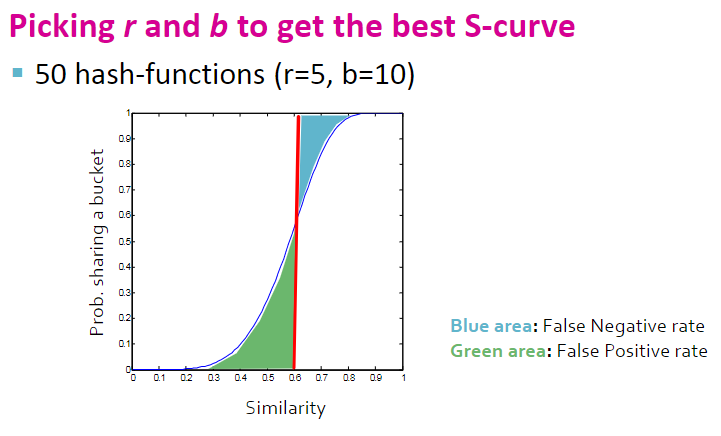 Picking r and b to get the best S-curve
50 hash-functions (r=5, b=10)
1
0.9
0.8
0.7
0.6
0.5
0.4
0.3
0.2
0.1
0
Prob. sharing a bucket
0 0.1 0.2 0.3 0.4 0.5 0.6 0.7 0.8 0.9 1
Similarity
Blue area: False Negative rate
Green area: False Positive rate